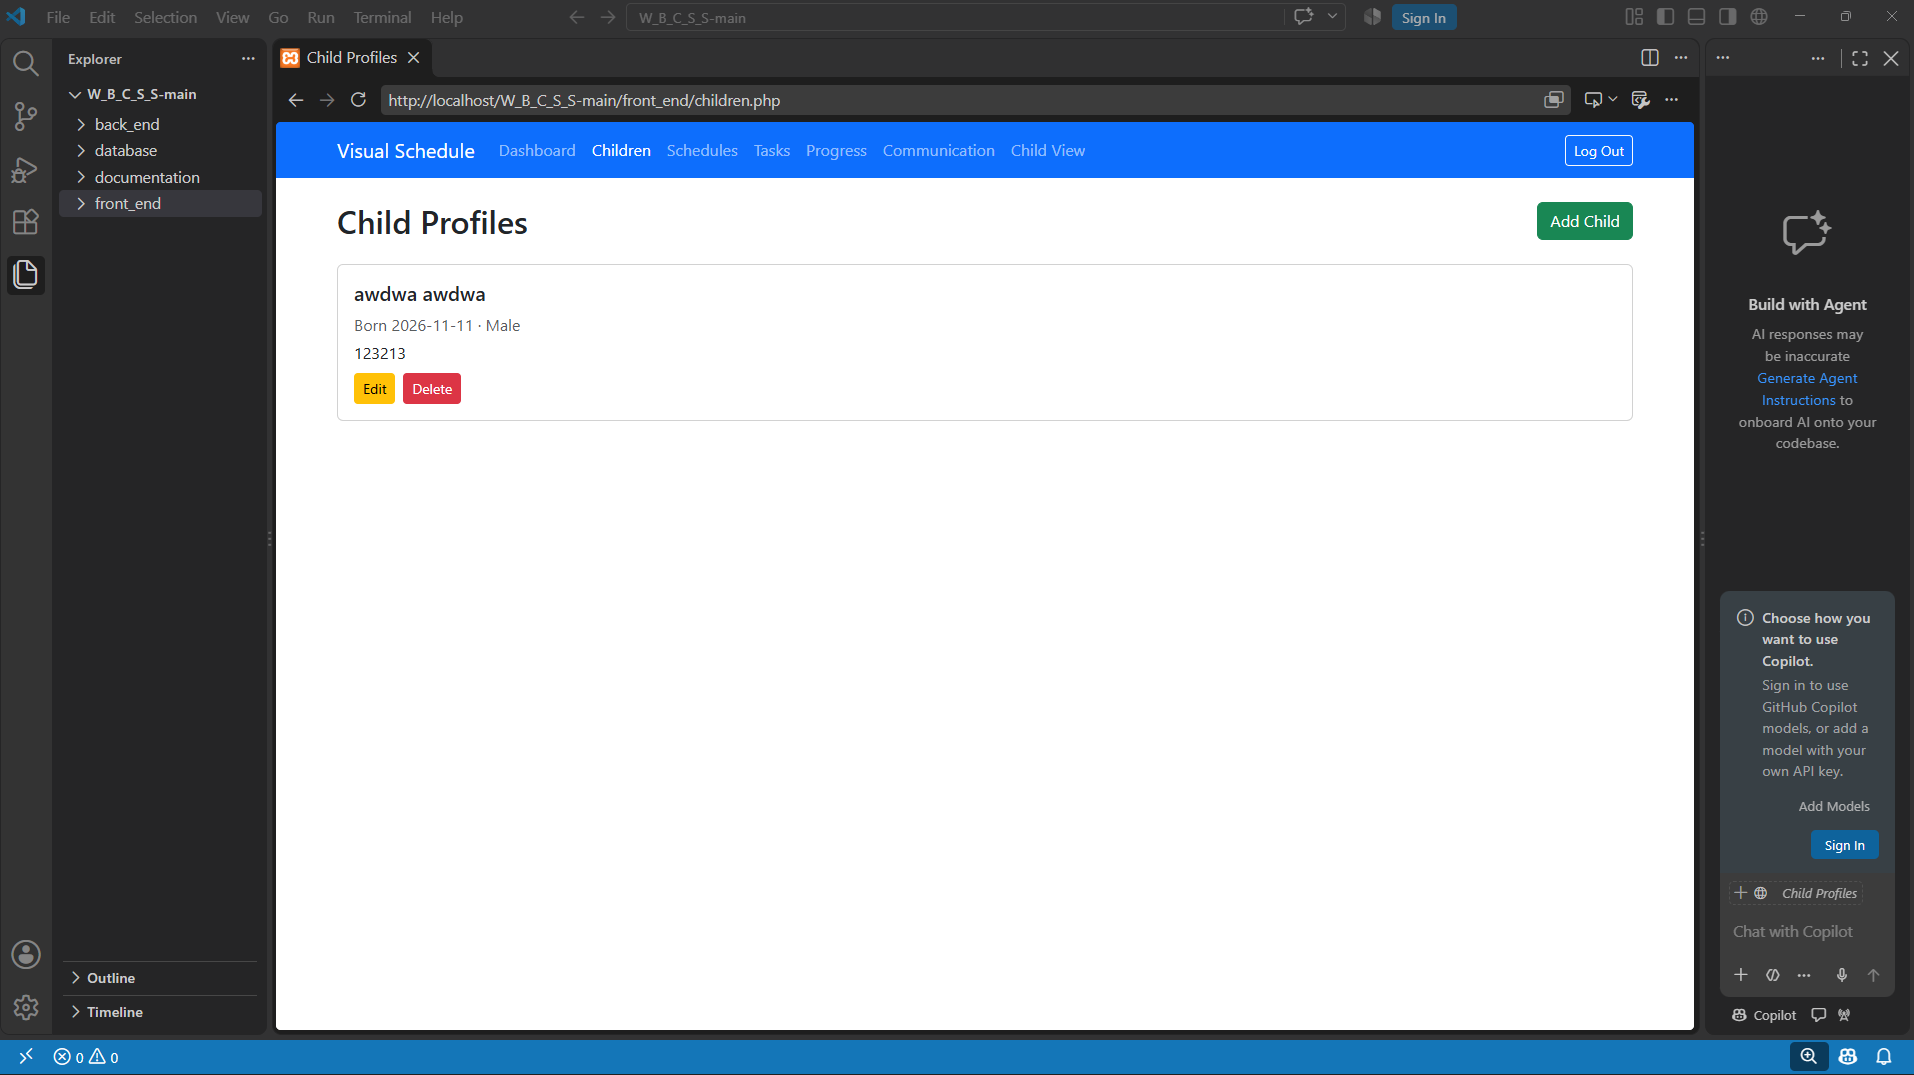 File Edit Selection View Go Run Terminal Help
W_B_C_S_S-main
Sign In
Explorer
W_B_C_S_S-main
back_end
database
documentation
front_end
Outline
Timeline
Child Profiles
http://localhost/W_B_C_S_S-main/front_end/children.php
Visual Schedule Dashboard Children Schedules Tasks Progress Communication Child View Log Out
Child Profiles
Add Child
awdwa awdwa
Born 2026-11-11 · Male
123213
Edit Delete
Build with Agent
AI responses may
be inaccurate
Generate Agent
Instructions to
onboard AI onto your
codebase.
Choose how you
want to use
Copilot.
Sign in to use
GitHub Copilot
models, or add a
model with your
own API key.
Add Models
Sign In
Child Profiles
Chat with Copilot
Copilot
0 0